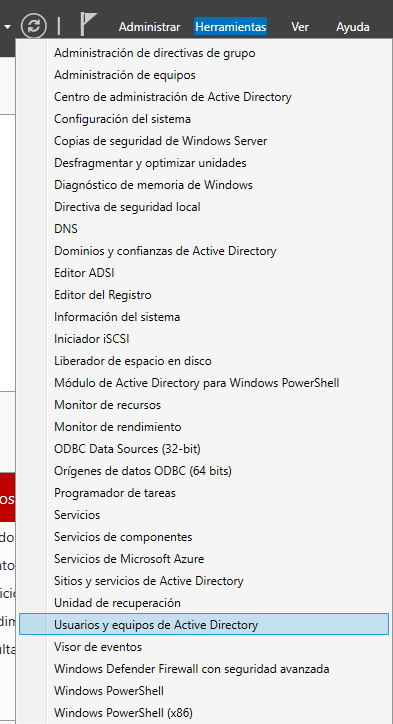 Administrar Herramientas Ver Ayuda
Administración de directivas de grupo
Administración de equipos
Centro de administración de Active Directory
Configuración del sistema
Copias de seguridad de Windows Server
Desfragmentar y optimizar unidades
Diagnóstico de memoria de Windows
Directiva de seguridad local
DNS
Dominios y confianzas de Active Directory
Editor ADSI
Editor del Registro
Información del sistema
Iniciador iSCSI
Liberador de espacio en disco
Módulo de Active Directory para Windows PowerShell
Monitor de recursos
Monitor de rendimiento
ODBC Data Sources (32-bit)
Orígenes de datos ODBC (64 bits)
Programador de tareas
Servicios
Servicios de componentes
Servicios de Microsoft Azure
Sitios y servicios de Active Directory
Unidad de recuperación
Usuarios y equipos de Active Directory
Visor de eventos
Windows Defender Firewall con seguridad avanzada
Windows PowerShell
Windows PowerShell (x86)